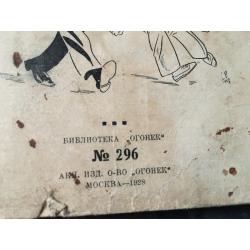 БИБЛИОТЕКА „ОГОНЕК“
№ 296
АКЦ. ИЗД. О-ВО „ОГОНЕК“
МОСКВА—1928